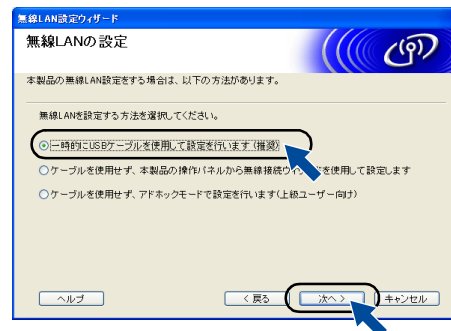 無線LAN設定ウィザード
無線LANの設定
本製品の無線LAN設定をする場合は、以下の方法があります。
無線LANを設定する方法を選択してください。
一時的にUSBケーブルを使用して設定を行います(推奨)
ケーブルを使用せず、本製品の操作パネルから無線接続ウィザードを使用して設定します
ケーブルを使用せず、アドホックモードで設定を行います(上級ユーザー向け)
ヘルプ < 戻る 次へ > キャンセル